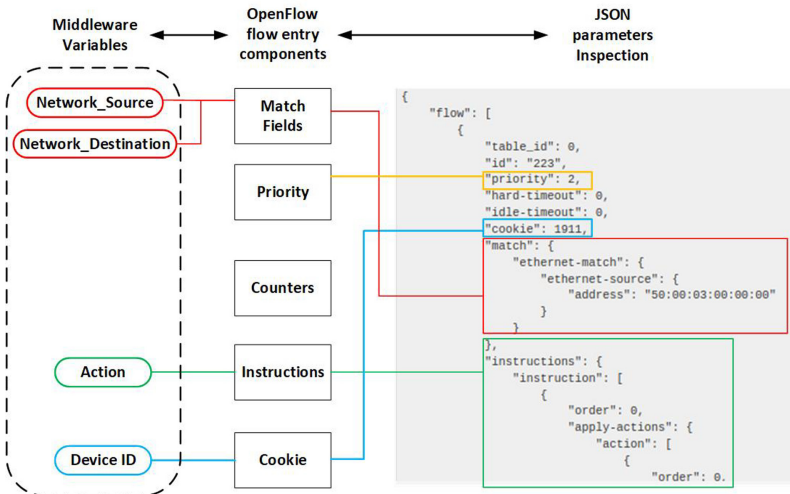 Middleware
Variables
OpenFlow
flow entry
components
JSON
parameters
Inspection
Network_Source
Network_Destination
Action
Device ID
Match
Fields
Priority
Counters
Instructions
Cookie
{
"flow": [
{
"table_id": 0,
"id": "223",
"priority": 2,
"hard-timeout": 0,
"idle-timeout": 0,
"cookie": 1911,
"match": {
"ethernet-match": {
"ethernet-source": {
"address": "50:00:03:00:00:00"
}
}
},
"instructions": {
"instruction": [
{
"order": 0,
"apply-actions": {
"action": [
{
"order": 0.